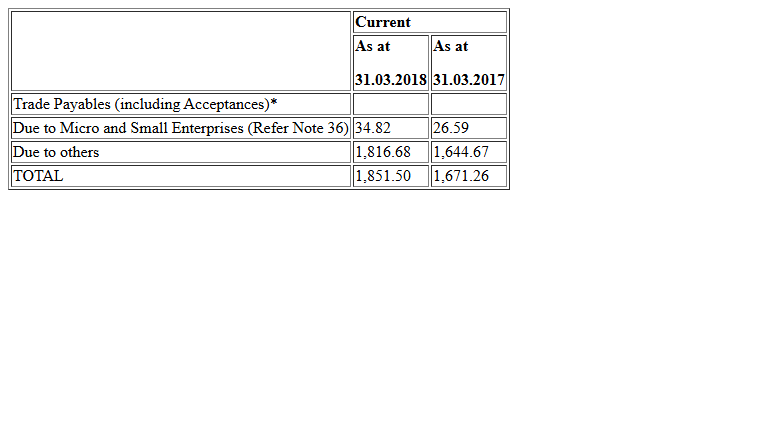 Current
As at As at
31.03.2018 31.03.2017
Trade Payables (including Acceptances)*
Due to Micro and Small Enterprises (Refer Note 36) 34.82 26.59
Due to others 1,816.68 1,644.67
TOTAL 1,851.50 1,671.26